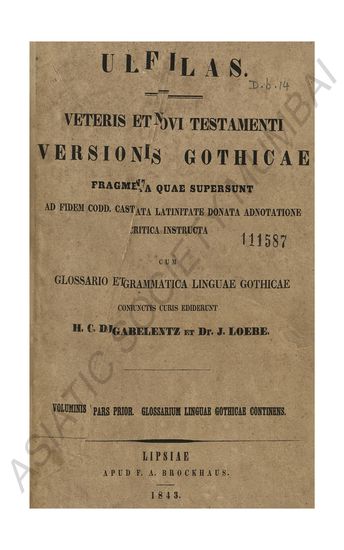 ULFILAS.
D.b.14
VETERIS ET NOVI TESTAMENTI
VERSIONIS GOTHICAE
FRAGMENTA QUAE SUPERSUNT
AD FIDEM CODD. CASTATA LATINITATE DONATA ADNOTATIONE
CRITICA INSTRUCTA
111587
CUM
GLOSSARIO ET GRAMMATICA LINGUAE GOTHICAE
CONIUNCTIS CURIS EDIDERUNT
H. C. DE GABELENTZ ET Dr. J. LOEBE.
VOLUMINIS PARS PRIOR. GLOSSARIUM LINGUAE GOTHICAE CONTINENS.
LIPSIAE
APUD F. A. BROCKHAUS.
1843.
ASIATIC SOCIETY MUMBAI